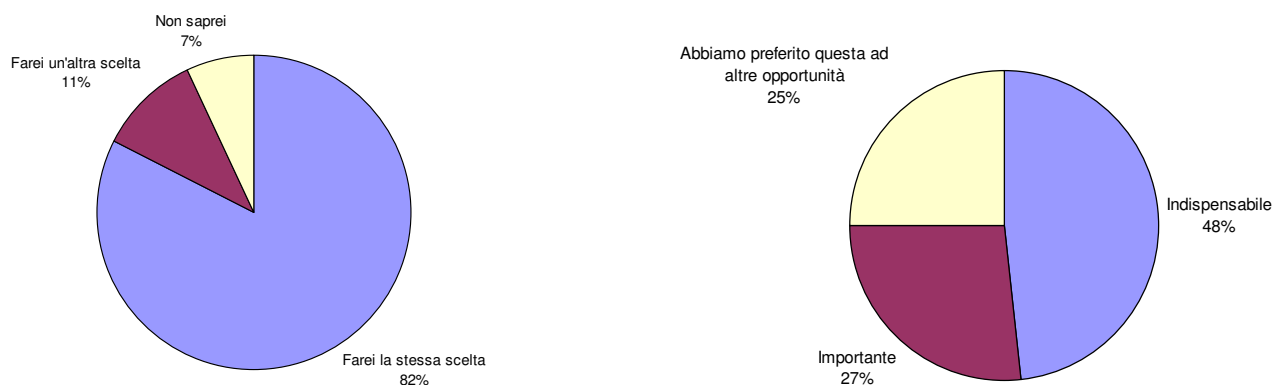 Non saprei
7%
Farei un'altra scelta
11%
Farei la stessa scelta
82%
Abbiamo preferito questa ad
altre opportunità
25%
Indispensabile
48%
Importante
27%